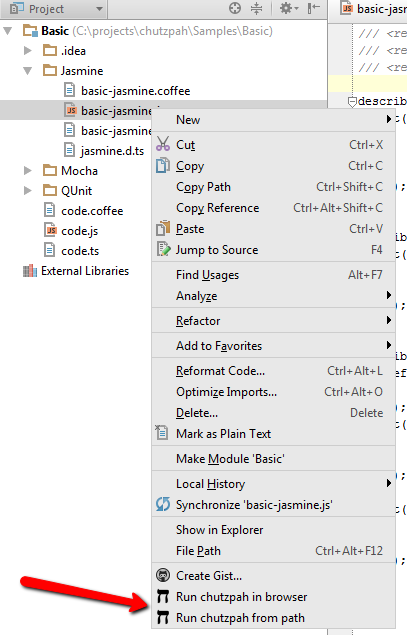 Project
basic-jasm
Basic (C:\projects\chutzpah\Samples\Basic)
.idea
Jasmine
basic-jasmine.coffee
basic-jasmine.j
basic-jasmine
jasmine.d.ts
Mocha
QUnit
code.coffee
code.js
code.ts
External Libraries
/// <re
/// <re
/// <re
describ
New
Cut Ctrl+X
Copy Ctrl+C
Copy Path Ctrl+Shift+C
Copy Reference Ctrl+Alt+Shift+C
Paste Ctrl+V
Jump to Source F4
Find Usages Alt+F7
Analyze
Refactor
Add to Favorites
Reformat Code... Ctrl+Alt+L
Optimize Imports... Ctrl+Alt+O
Delete... Delete
Mark as Plain Text
Make Module 'Basic'
Local History
Synchronize 'basic-jasmine.js'
Show in Explorer
File Path Ctrl+Alt+F12
Create Gist...
Run chutzpah in browser
Run chutzpah from path